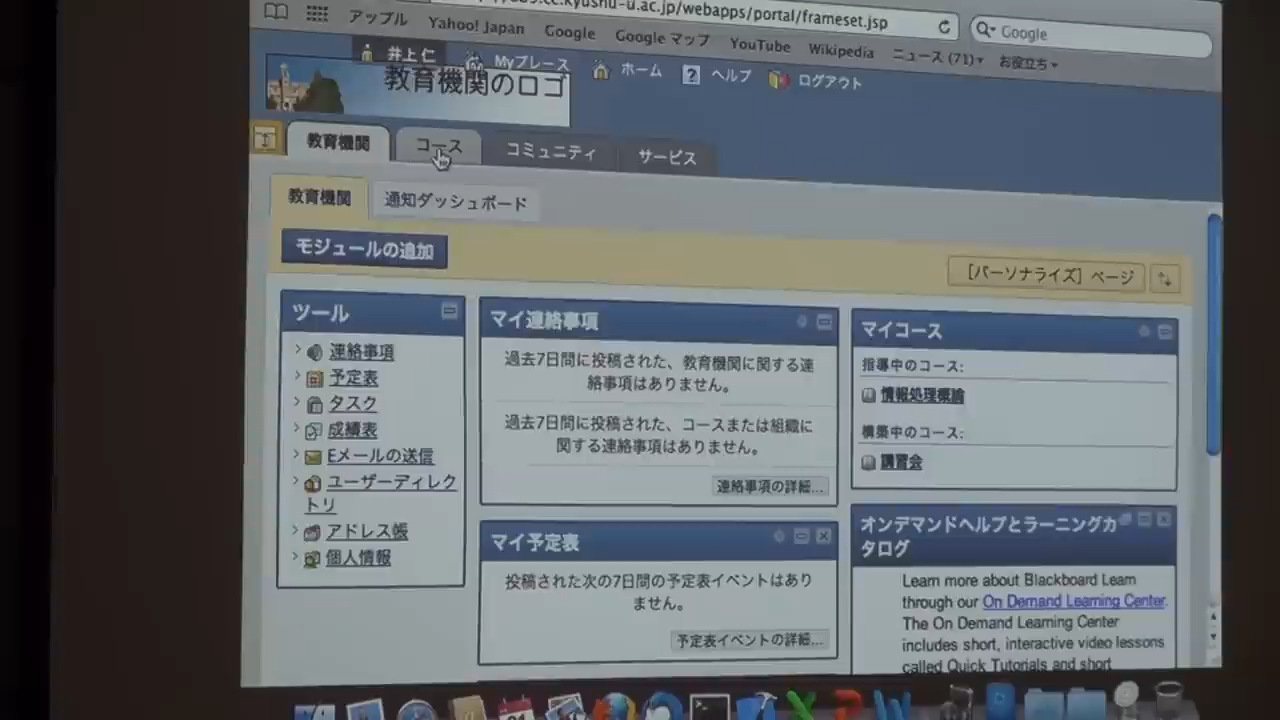 .cc.kyushu-u.ac.jp/webapps/portal/frameset.jsp
Google
アップル Yahoo! Japan Google Google マップ YouTube Wikipedia ニュース (71)▾ お役立ち▾
井上仁 Myプレース ホーム ヘルプ ログアウト
教育機関のロゴ
教育機関 コース コミュニティ サービス
教育機関 通知ダッシュボード
モジュールの追加
[パーソナライズ] ページ
ツール
連絡事項
予定表
タスク
成績表
Eメールの送信
ユーザーディレク
トリ
アドレス帳
個人情報
マイ連絡事項
過去7日間に投稿された、教育機関に関する連
絡事項はありません。
過去7日間に投稿された、コースまたは組織に
関する連絡事項はありません。
連絡事項の詳細...
マイ予定表
投稿された次の7日間の予定表イベントはあり
ません。
予定表イベントの詳細...
マイコース
指導中のコース:
情報処理概論
構築中のコース:
講習会
オンデマンドヘルプとラーニングカ
タログ
Learn more about Blackboard Learn
through our On Demand Learning Center.
The On Demand Learning Center
includes short, interactive video lessons
called Quick Tutorials and short